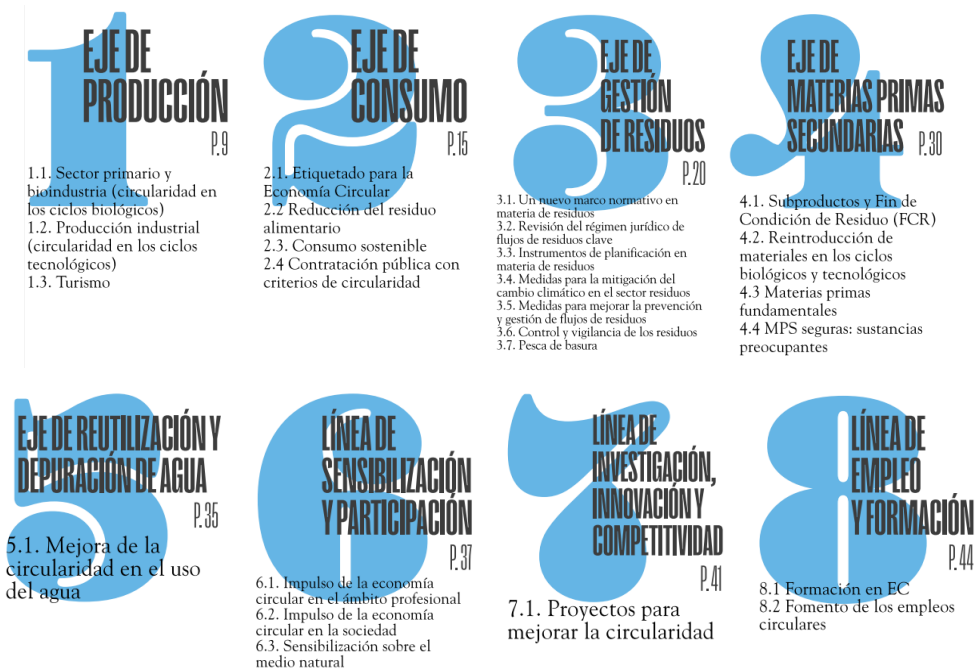 1
EJE DE
PRODUCCIÓN
P.9
1.1. Sector primario y
bioindustria (circularidad en
los ciclos biológicos)
1.2. Producción industrial
(circularidad en los ciclos
tecnológicos)
1.3. Turismo
2
EJE DE
CONSUMO
P.15
2.1. Etiquetado para la
Economía Circular
2.2 Reducción del residuo
alimentario
2.3. Consumo sostenible
2.4 Contratación pública con
criterios de circularidad
3
EJE DE
GESTIÓN
DE RESIDUOS
P.20
3.1. Un nuevo marco normativo en
materia de residuos
3.2. Revisión del régimen jurídico de
flujos de residuos clave
3.3. Instrumentos de planificación en
materia de residuos
3.4. Medidas para la mitigación del
cambio climático en el sector residuos
3.5. Medidas para mejorar la prevención
y gestión de flujos de residuos
3.6. Control y vigilancia de los residuos
3.7. Pesca de basura
4
EJE DE
MATERIAS PRIMAS
SECUNDARIAS P.30
4.1. Subproductos y Fin de
Condición de Residuo (FCR)
4.2. Reintroducción de
materiales en los ciclos
biológicos y tecnológicos
4.3 Materias primas
fundamentales
4.4 MPS seguras: sustancias
preocupantes
5
EJE DE REUTILIZACIÓN Y
DEPURACIÓN DE AGUA
P.35
5.1. Mejora de la
circularidad en el uso
del agua
6
LÍNEA DE
SENSIBILIZACIÓN
Y PARTICIPACIÓN
P.37
6.1. Impulso de la economía
circular en el ámbito profesional
6.2. Impulso de la economía
circular en la sociedad
6.3. Sensibilización sobre el
medio natural
7
LÍNEA DE
INVESTIGACIÓN,
INNOVACIÓN Y
COMPETITIVIDAD
P.41
7.1. Proyectos para
mejorar la circularidad
8
LÍNEA DE
EMPLEO
Y FORMACIÓN
P.44
8.1 Formación en EC
8.2 Fomento de los empleos
circulares